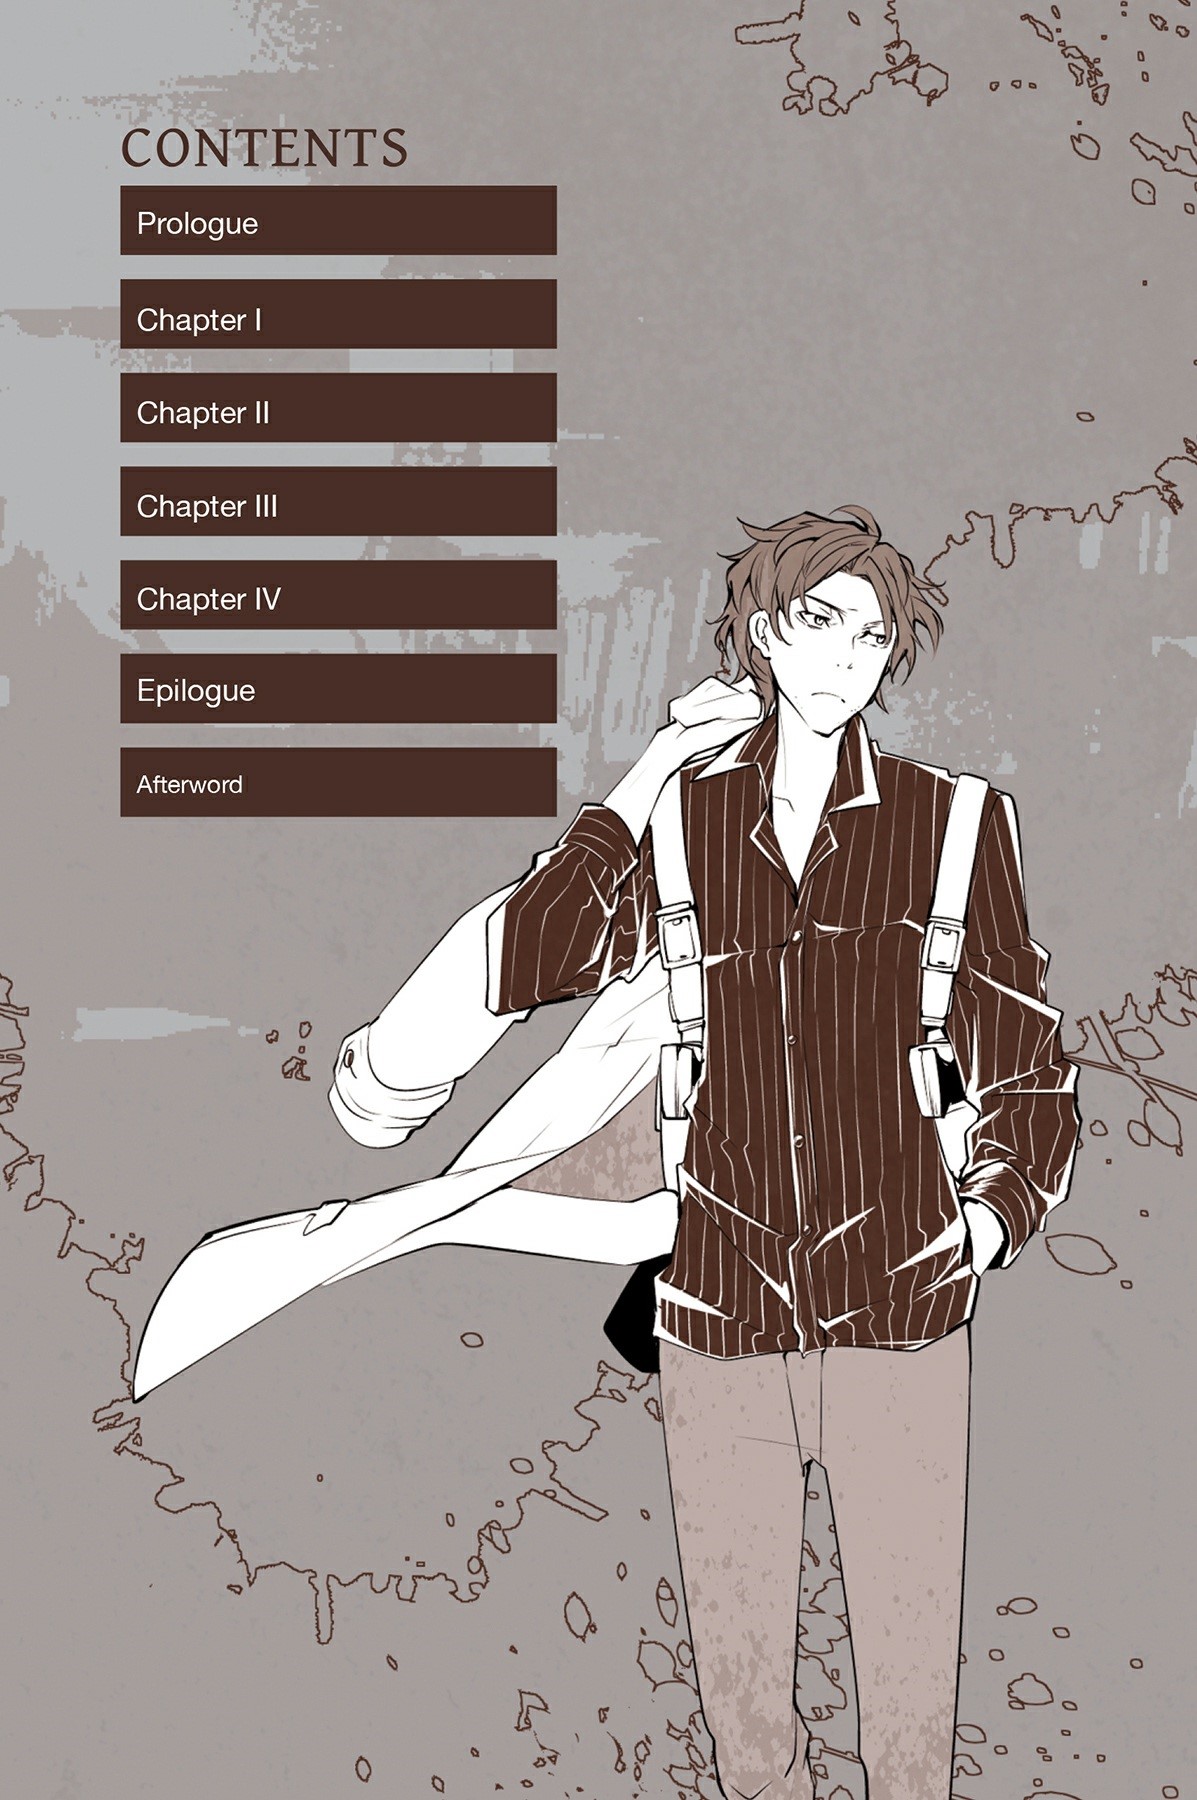 CONTENTS
Prologue
Chapter I
Chapter II
Chapter III
Chapter IV
Epilogue
Afterword